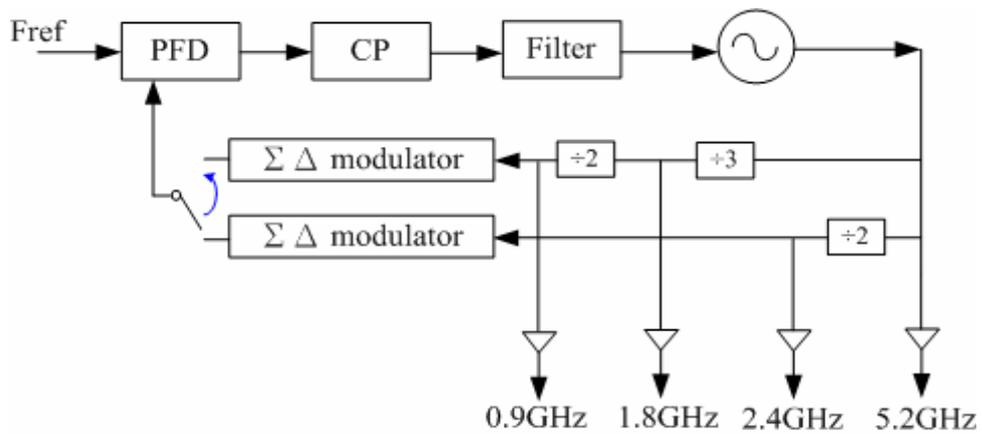 Fref
PFD
CP
Filter
Σ Δ modulator
÷2
÷3
Σ Δ modulator
÷2
0.9GHz
1.8GHz
2.4GHz
5.2GHz